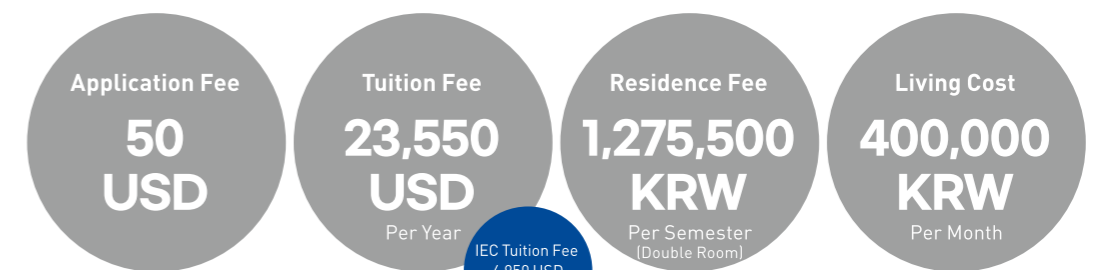 Application Fee
50
USD
Tuition Fee
23,550
USD
Per Year
IEC Tuition Fee
Residence Fee
1,275,500
KRW
Per Semester
(Double Room)
Living Cost
400,000
KRW
Per Month